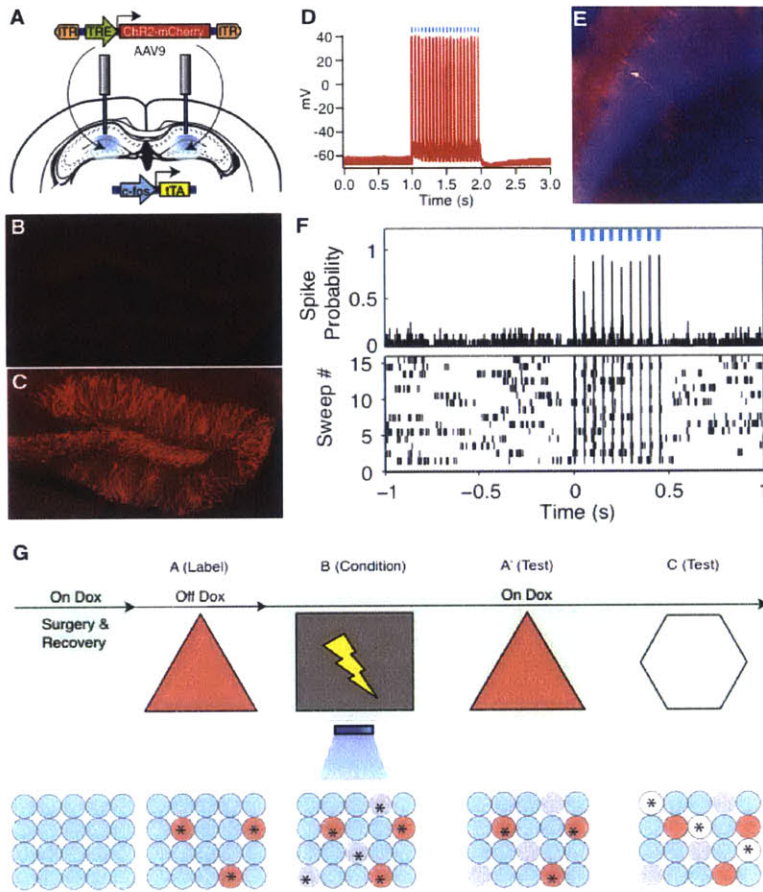 A
ITR TRE ChR2-mCherry ITR
AAV9
c-fos tTA
B
C
D
40
20
0
-20
-40
-60
mV
0.0 0.5 1.0 1.5 2.0 2.5 3.0
Time (s)
E
F
1
0.5
0
Spike
Probability
15
10
5
0
Sweep #
-1 -0.5 0 0.5 1
Time (s)
G
A (Label) B (Condition) A' (Test) C (Test)
On Dox Off Dox On Dox
Surgery &
Recovery
* * *
* * * * * *
* * *
* * *